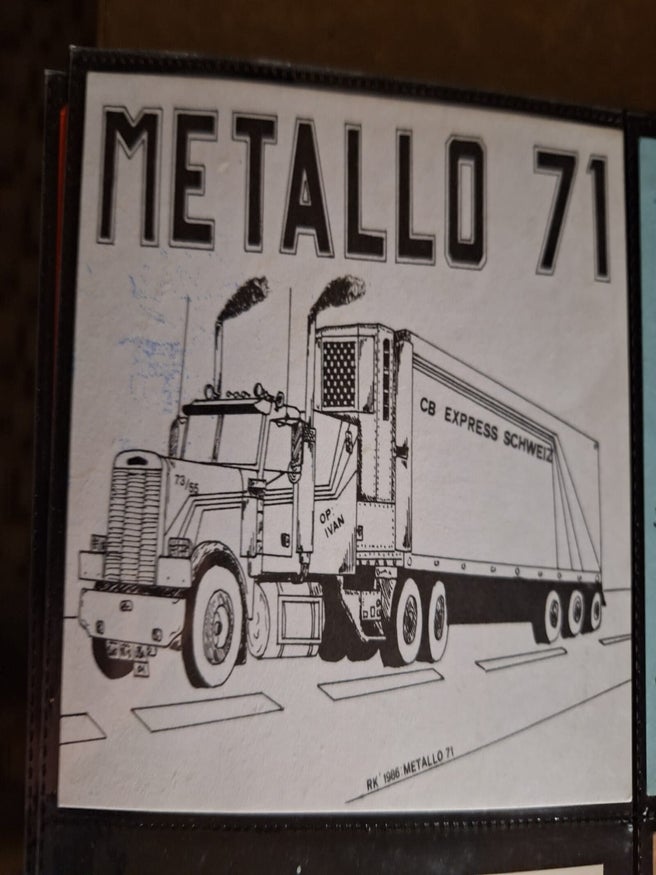 METALLO 71
CB EXPRESS SCHWEIZ
73/55
OP:
IVAN
RK' 1986 METALLO 71